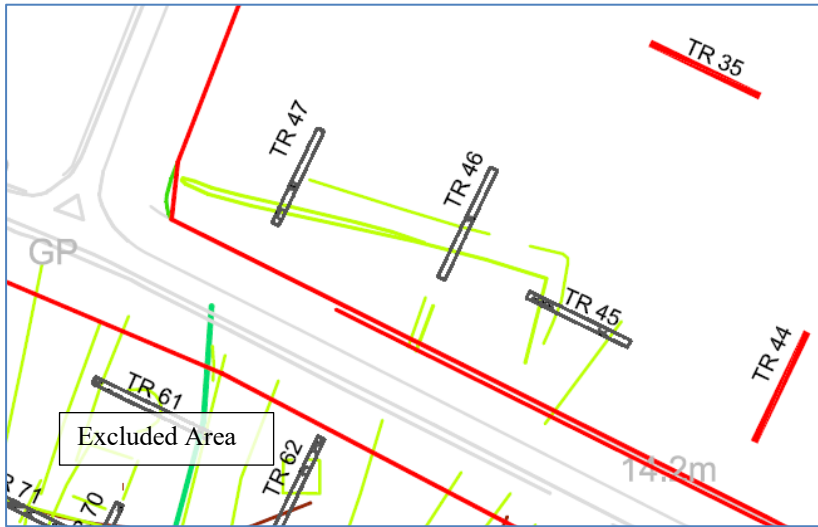 TR 35
TR 47
TR 46
GP
TR 45
TR 44
TR 61
Excluded Area
TR 62
14.2m
R 71
R 70